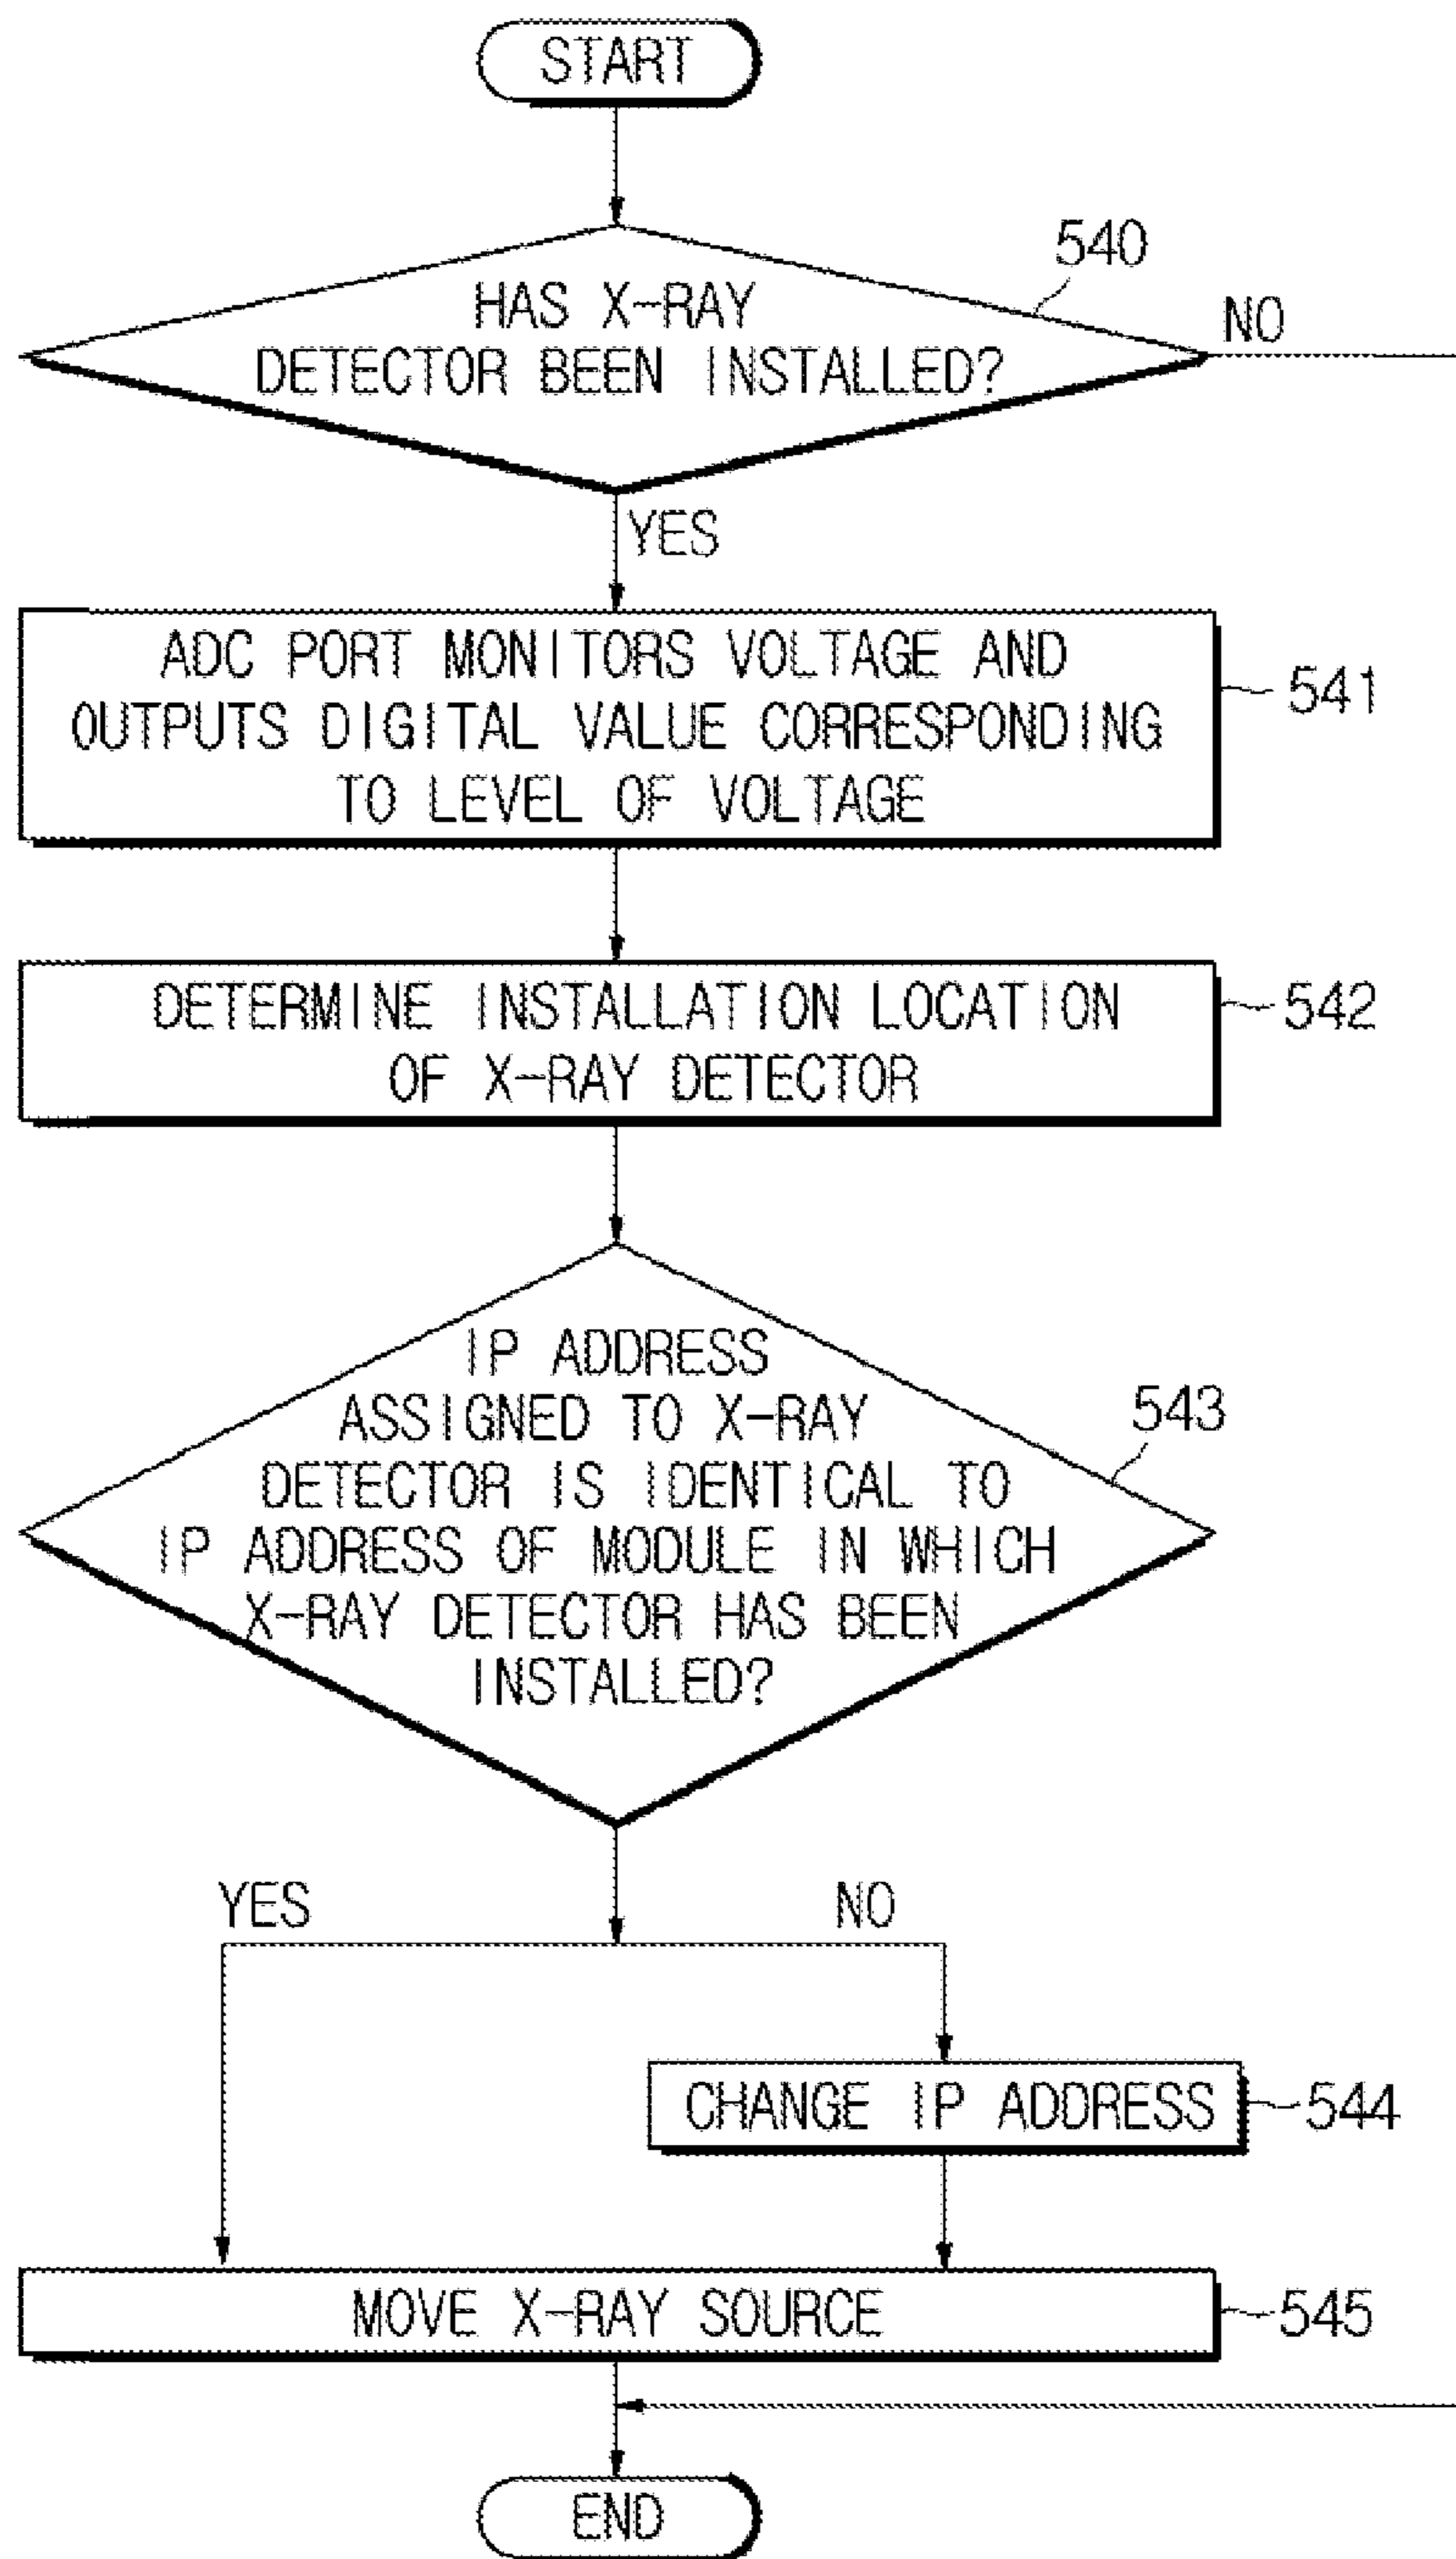 START
540
HAS X-RAY
DETECTOR BEEN INSTALLED?
NO
YES
ADC PORT MONITORS VOLTAGE AND
OUTPUTS DIGITAL VALUE CORRESPONDING
TO LEVEL OF VOLTAGE
541
DETERMINE INSTALLATION LOCATION
OF X-RAY DETECTOR
542
IP ADDRESS
ASSIGNED TO X-RAY
DETECTOR IS IDENTICAL TO
IP ADDRESS OF MODULE IN WHICH
X-RAY DETECTOR HAS BEEN
INSTALLED?
543
YES
NO
CHANGE IP ADDRESS
544
MOVE X-RAY SOURCE
545
END